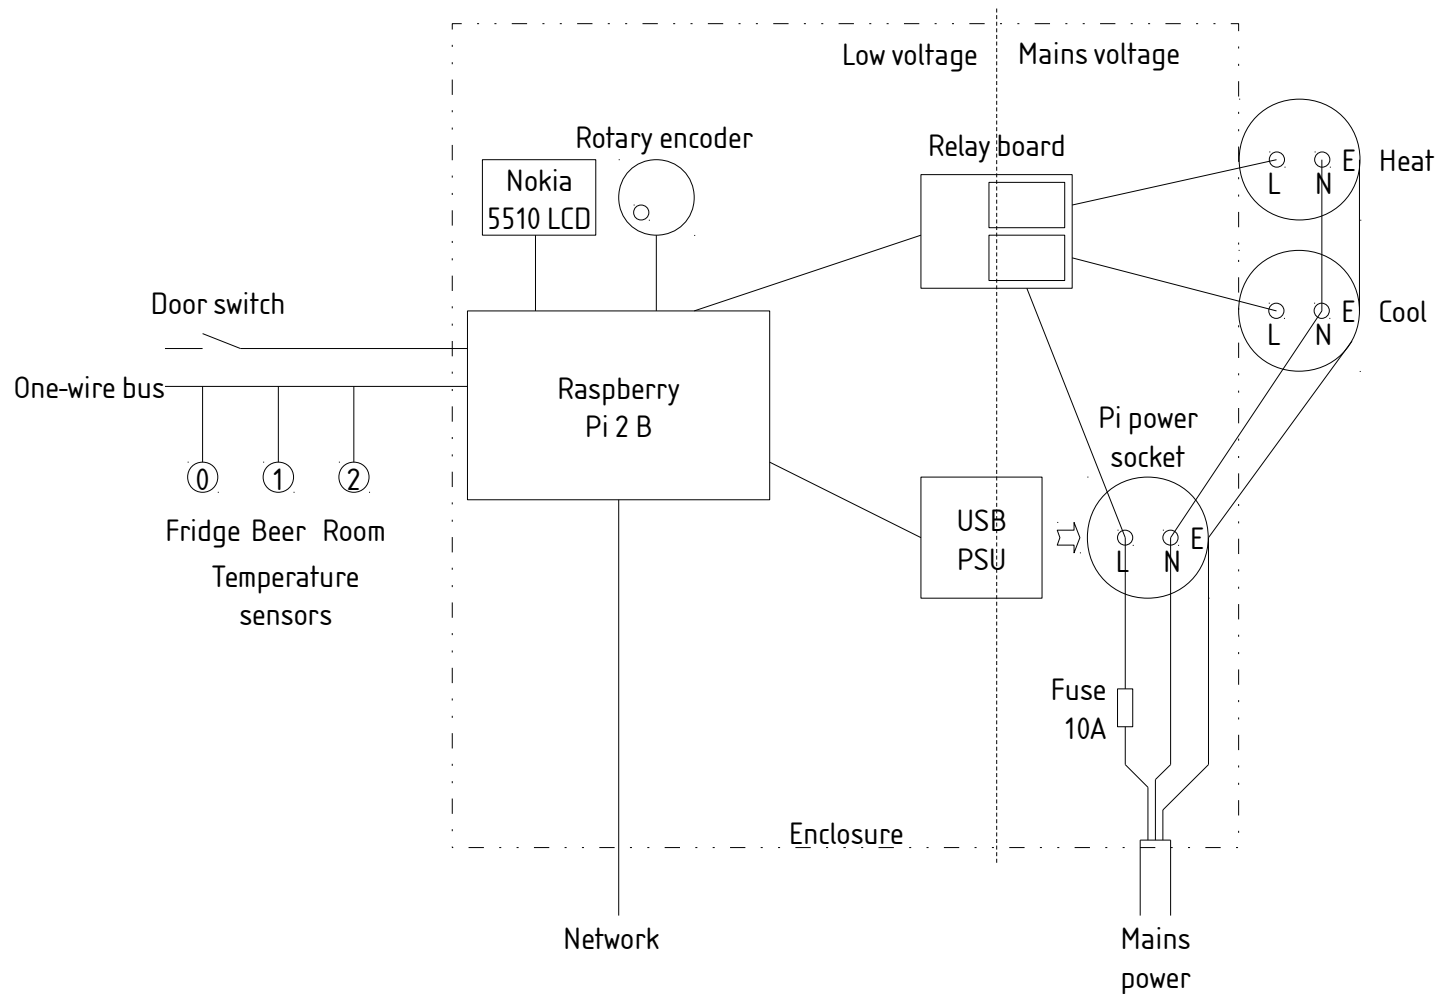 Low voltage
Mains voltage
Rotary encoder
Nokia
5510 LCD
Relay board
L N E Heat
L N E Cool
Door switch
One-wire bus
Raspberry
Pi 2 B
0 1 2
Fridge Beer Room
Temperature
sensors
Pi power
socket
USB
PSU
L N E
Fuse
10A
Enclosure
Network
Mains
power